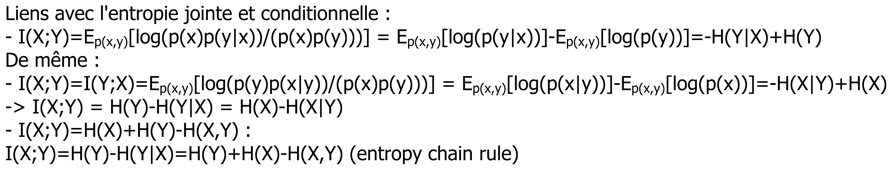 Liens avec l'entropie jointe et conditionnelle :
- I(X;Y)=Ep(x,y)[log(p(x)p(y|x))/(p(x)p(y)))] = Ep(x,y)[log(p(y|x))]-Ep(x,y)[log(p(y))]=-H(Y|X)+H(Y)
De même :
- I(X;Y)=I(Y;X)=Ep(x,y)[log(p(y)p(x|y))/(p(x)p(y)))] = Ep(x,y)[log(p(x|y))]-Ep(x,y)[log(p(x))]=-H(X|Y)+H(X)
-> I(X;Y) = H(Y)-H(Y|X) = H(X)-H(X|Y)
- I(X;Y)=H(X)+H(Y)-H(X,Y) :
I(X;Y)=H(Y)-H(Y|X)=H(Y)+H(X)-H(X,Y) (entropy chain rule)